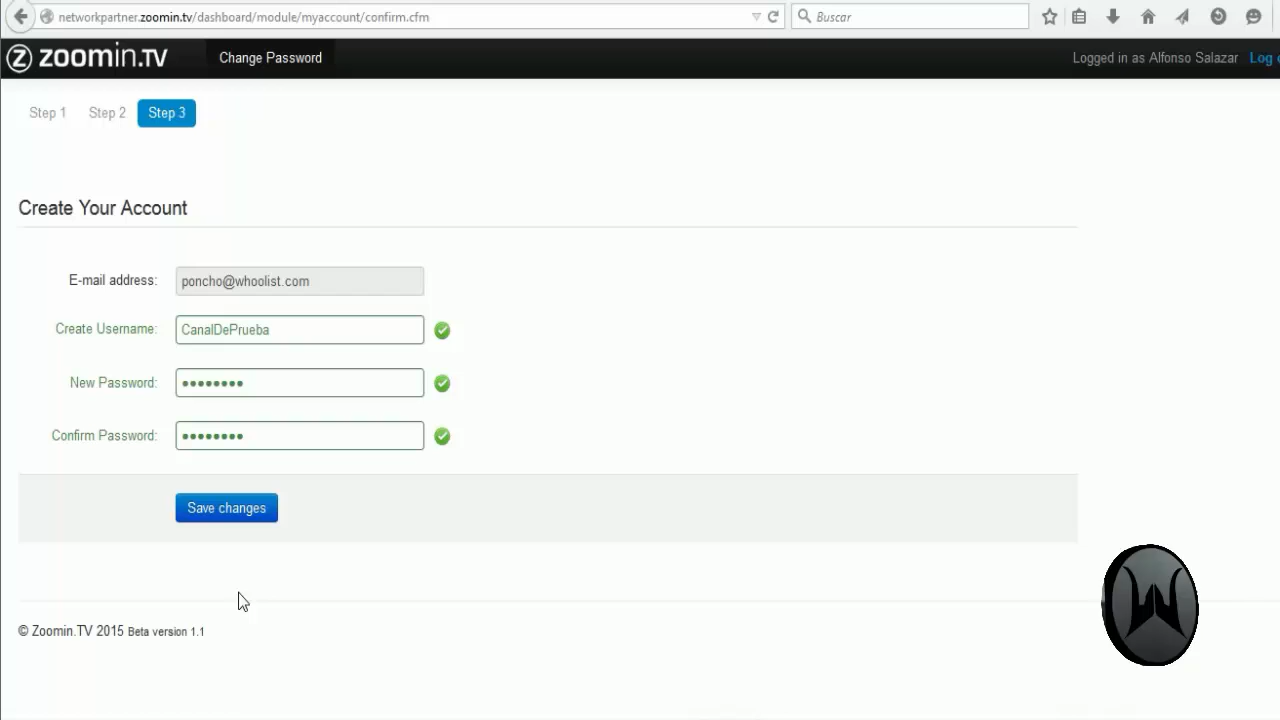 networkpartner.zoomin.tv/dashboard/module/myaccount/confirm.cfm
Buscar
zoomin.TV
Change Password
Logged in as Alfonso Salazar
Log
Step 1
Step 2
Step 3
Create Your Account
E-mail address:
poncho@whoolist.com
Create Username:
CanalDePrueba
New Password:
••••••••
Confirm Password:
••••••••
Save changes
© Zoomin.TV 2015 Beta version 1.1